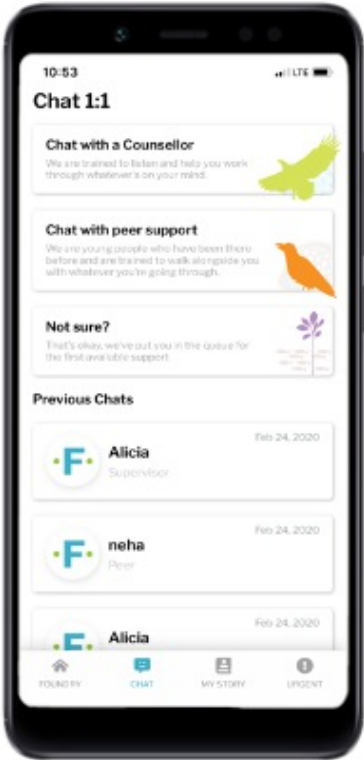 10:53
LTE
Chat 1:1
Chat with a Counsellor
We are trained to listen and help you work
through whatever's on your mind.
Chat with peer support
We are young people who have been there
before and are trained to walk alongside you
with whatever you're going through.
Not sure?
That's okay, we've put you in the queue for
the first available support
Previous Chats
Feb 24, 2020
F
Alicia
Supervisor
Feb 24, 2020
F
neha
Peer
Feb 24, 2020
F
Alicia
FOUNDRY CHAT MY STORY URGENT